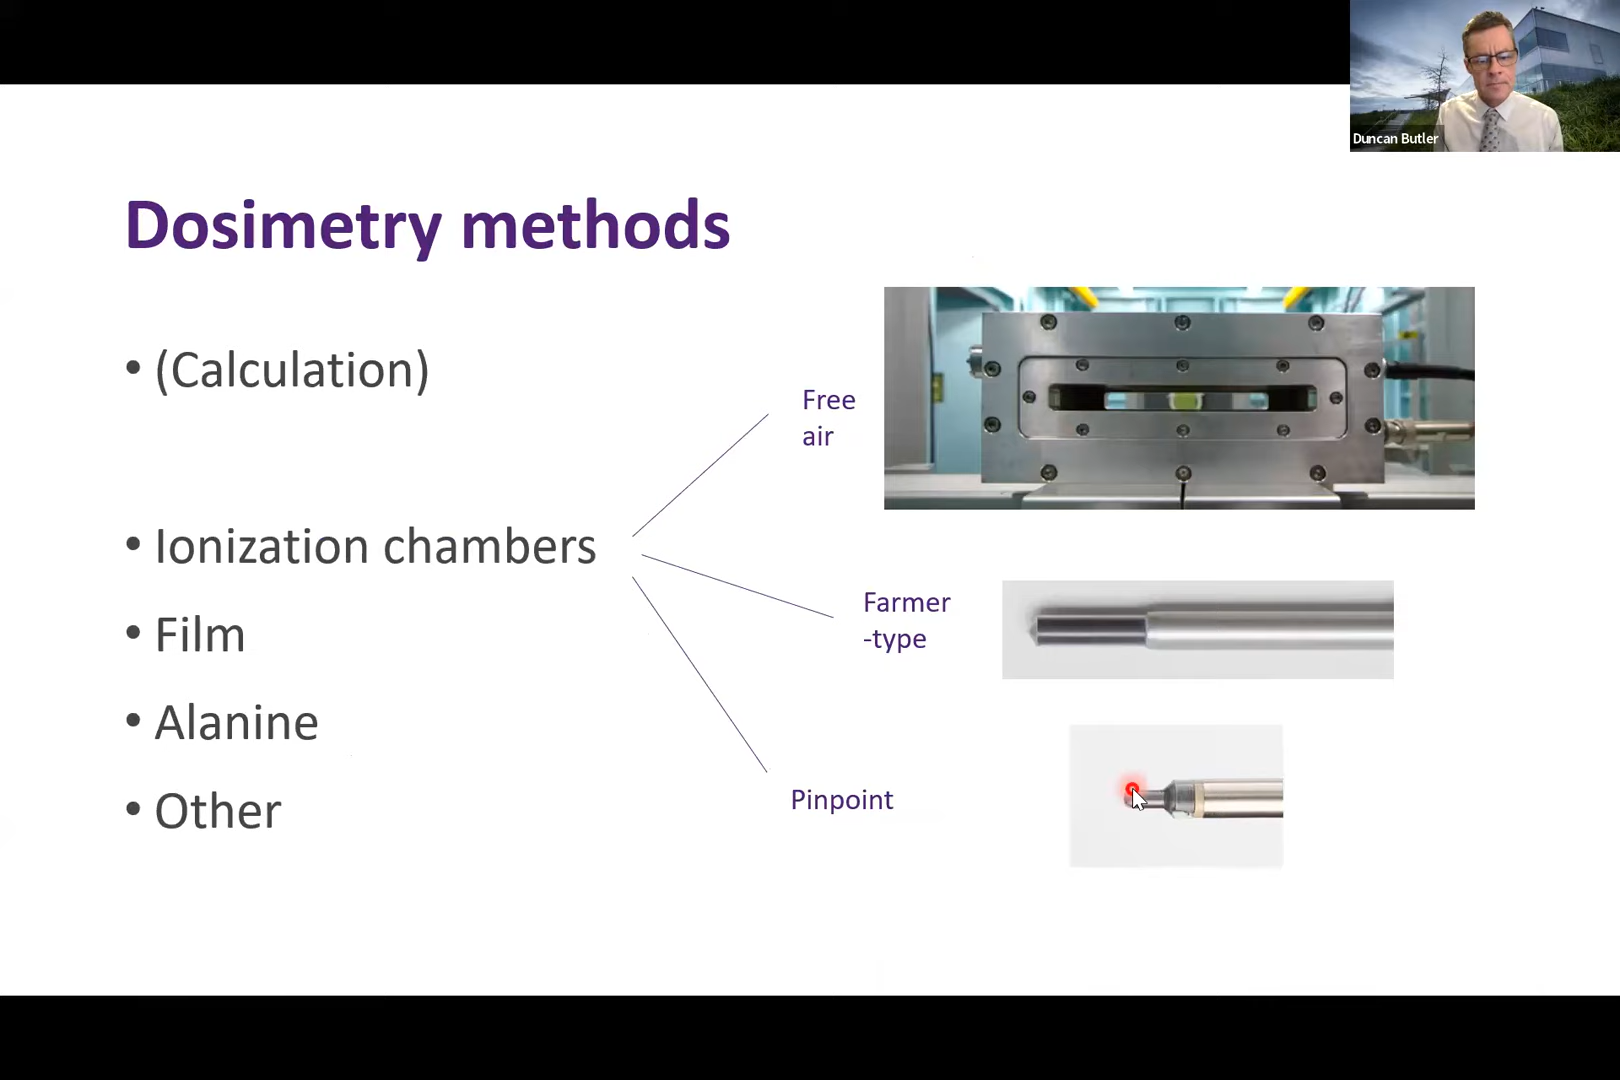 Duncan Butler
Dosimetry methods
• (Calculation)
• Ionization chambers
• Film
• Alanine
• Other
Free
air
Farmer
-type
Pinpoint